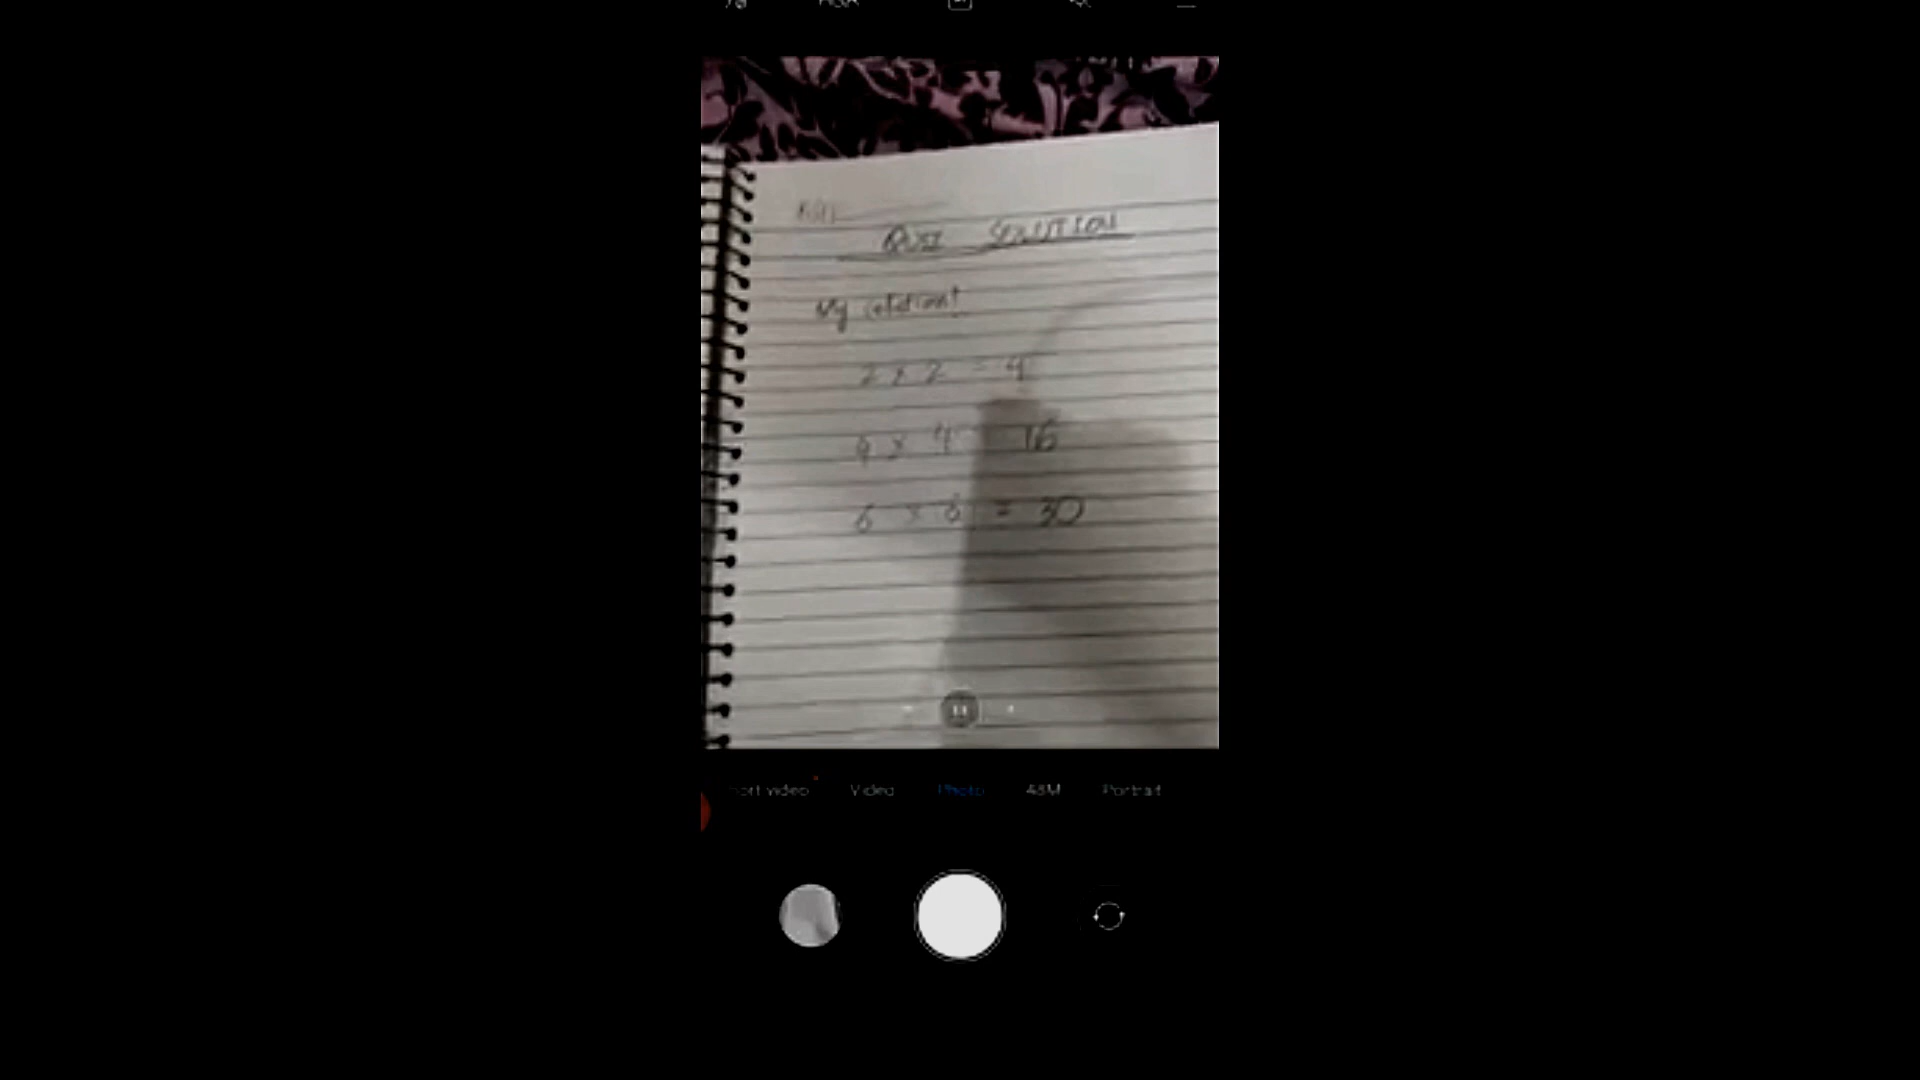 QUIZ SOLUTION
My solution!
2 x 2 = 4
4 x 4 16
6 x 6 = 30
Video
Photo
48M
Portrait